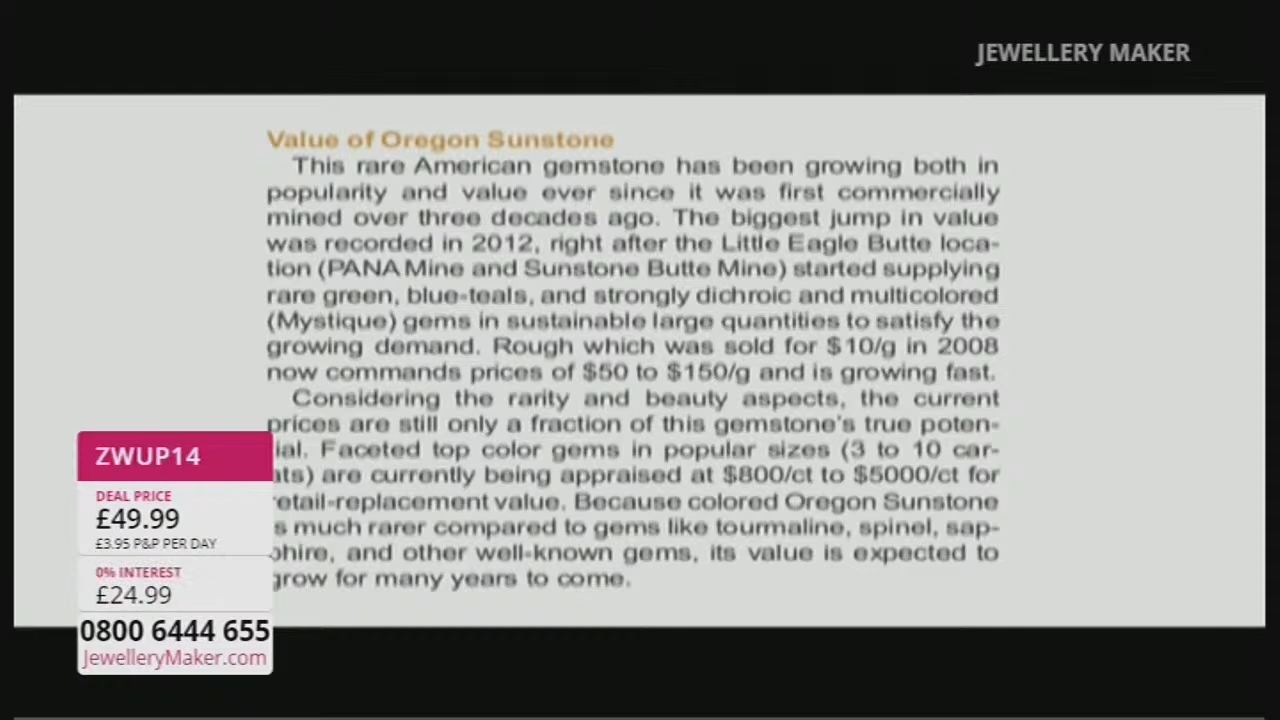 JEWELLERY MAKER
Value of Oregon Sunstone
This rare American gemstone has been growing both in
popularity and value ever since it was first commercially
mined over three decades ago. The biggest jump in value
was recorded in 2012, right after the Little Eagle Butte loca-
tion (PANA Mine and Sunstone Butte Mine) started supplying
rare green, blue-teals, and strongly dichroic and multicolored
(Mystique) gems in sustainable large quantities to satisfy the
growing demand. Rough which was sold for $10/g in 2008
now commands prices of $50 to $150/g and is growing fast.
Considering the rarity and beauty aspects, the current
prices are still only a fraction of this gemstone's true poten-
ial. Faceted top color gems in popular sizes (3 to 10 car-
ats) are currently being appraised at $800/ct to $5000/ct for
retail-replacement value. Because colored Oregon Sunstone
is much rarer compared to gems like tourmaline, spinel, sap-
phire, and other well-known gems, its value is expected to
grow for many years to come.
ZWUP14
DEAL PRICE
£49.99
£3.95 P&P PER DAY
0% INTEREST
£24.99
0800 6444 655
JewelleryMaker.com